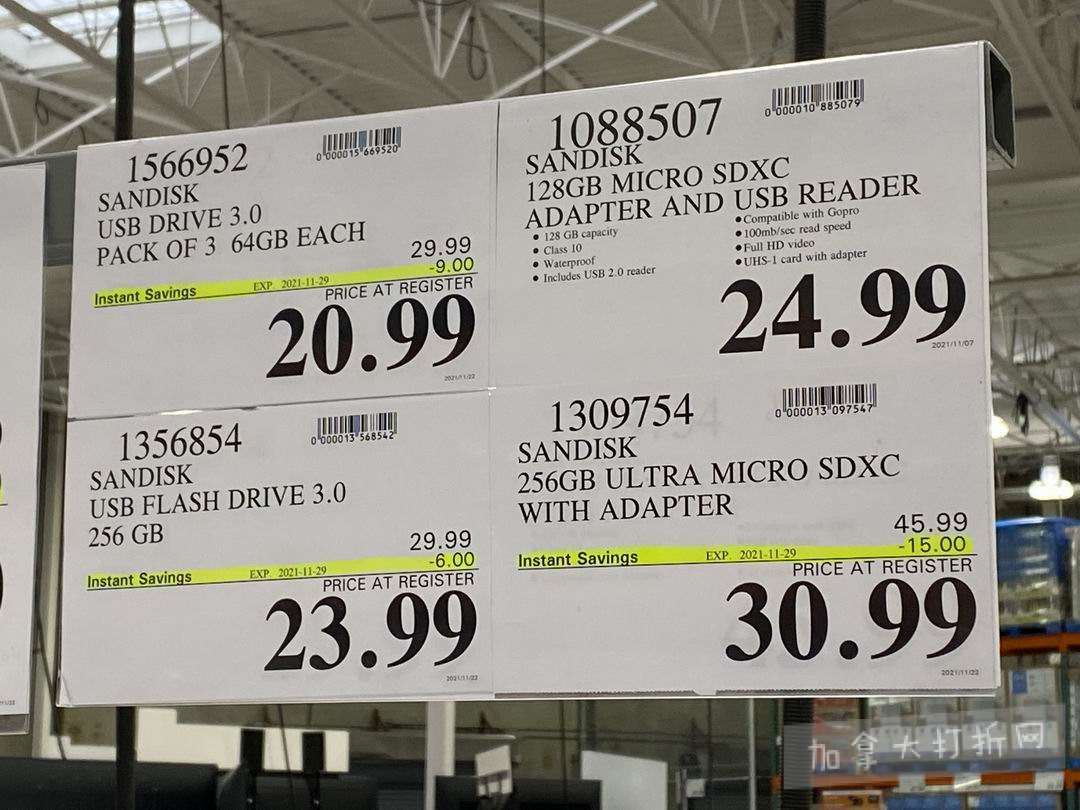 1566952
0 000015 669520
SANDISK
USB DRIVE 3.0
PACK OF 3 64GB EACH
29.99
-9.00
Instant Savings EXP. 2021-11-29
PRICE AT REGISTER
20.99
2021/11/22
1088507
0 000010 885079
SANDISK
128GB MICRO SDXC
ADAPTER AND USB READER
• 128 GB capacity
• Class 10
• Waterproof
• Includes USB 2.0 reader
• Compatible with Gopro
• 100mb/sec read speed
• Full HD video
• UHS-1 card with adapter
24.99
2021/11/07
1356854
0 000013 568542
SANDISK
USB FLASH DRIVE 3.0
256 GB
29.99
-6.00
Instant Savings EXP. 2021-11-29
PRICE AT REGISTER
23.99
2021/11/22
1309754
0 000013 097547
SANDISK
256GB ULTRA MICRO SDXC
WITH ADAPTER
45.99
-15.00
Instant Savings EXP. 2021-11-29
PRICE AT REGISTER
30.99
2021/11/22
加拿大打折网